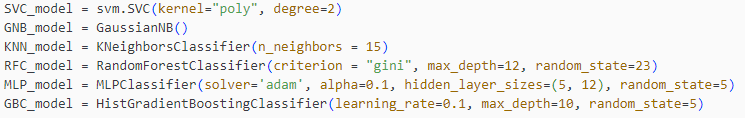 SVC_model = svm.SVC(kernel="poly", degree=2)
GNB_model = GaussianNB()
KNN_model = KNeighborsClassifier(n_neighbors = 15)
RFC_model = RandomForestClassifier(criterion = "gini", max_depth=12, random_state=23)
MLP_model = MLPClassifier(solver='adam', alpha=0.1, hidden_layer_sizes=(5, 12), random_state=5)
GBC_model = HistGradientBoostingClassifier(learning_rate=0.1, max_depth=10, random_state=5)